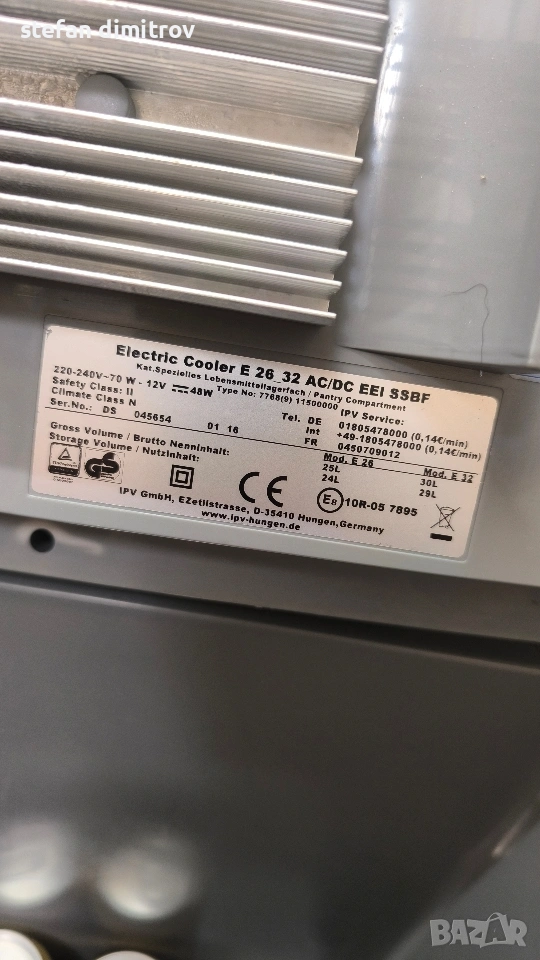 stefan dimitrov
Electric Cooler E 26_32 AC/DC EEI SSBF
Kat.Spezielles Lebensmittellagerfach / Pantry Compartment
220-240V~70 W - 12V ⎓ 48W Type No: 7768(9) 11500000 IPV Service:
Safety Class: II Tel. DE 01805478000 (0,14€/min)
Climate Class N Int +49-1805478000 (0,14€/min)
Ser.No.: DS 045654 01 16 FR 0450709012
Mod. E 26 Mod. E 32
Gross Volume / Brutto Nenninhalt: 25L 30L
Storage Volume / Nutzinhalt: 24L 29L
CE E8 10R-05 7895
IPV GmbH, EZetilstrasse, D-35410 Hungen,Germany
www.ipv-hungen.de
BAZAR